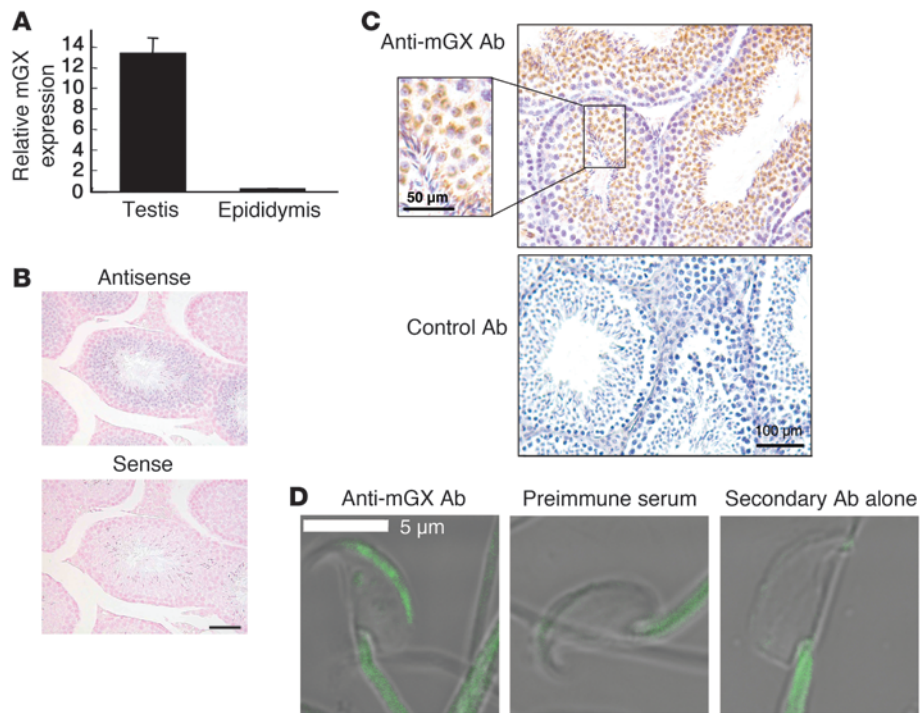 A
Relative mGX
expression
14
12
10
8
6
4
2
0
Testis
Epididymis
B
Antisense
Sense
C
Anti-mGX Ab
50 µm
Control Ab
100 µm
D
Anti-mGX Ab
Preimmune serum
Secondary Ab alone
5 µm